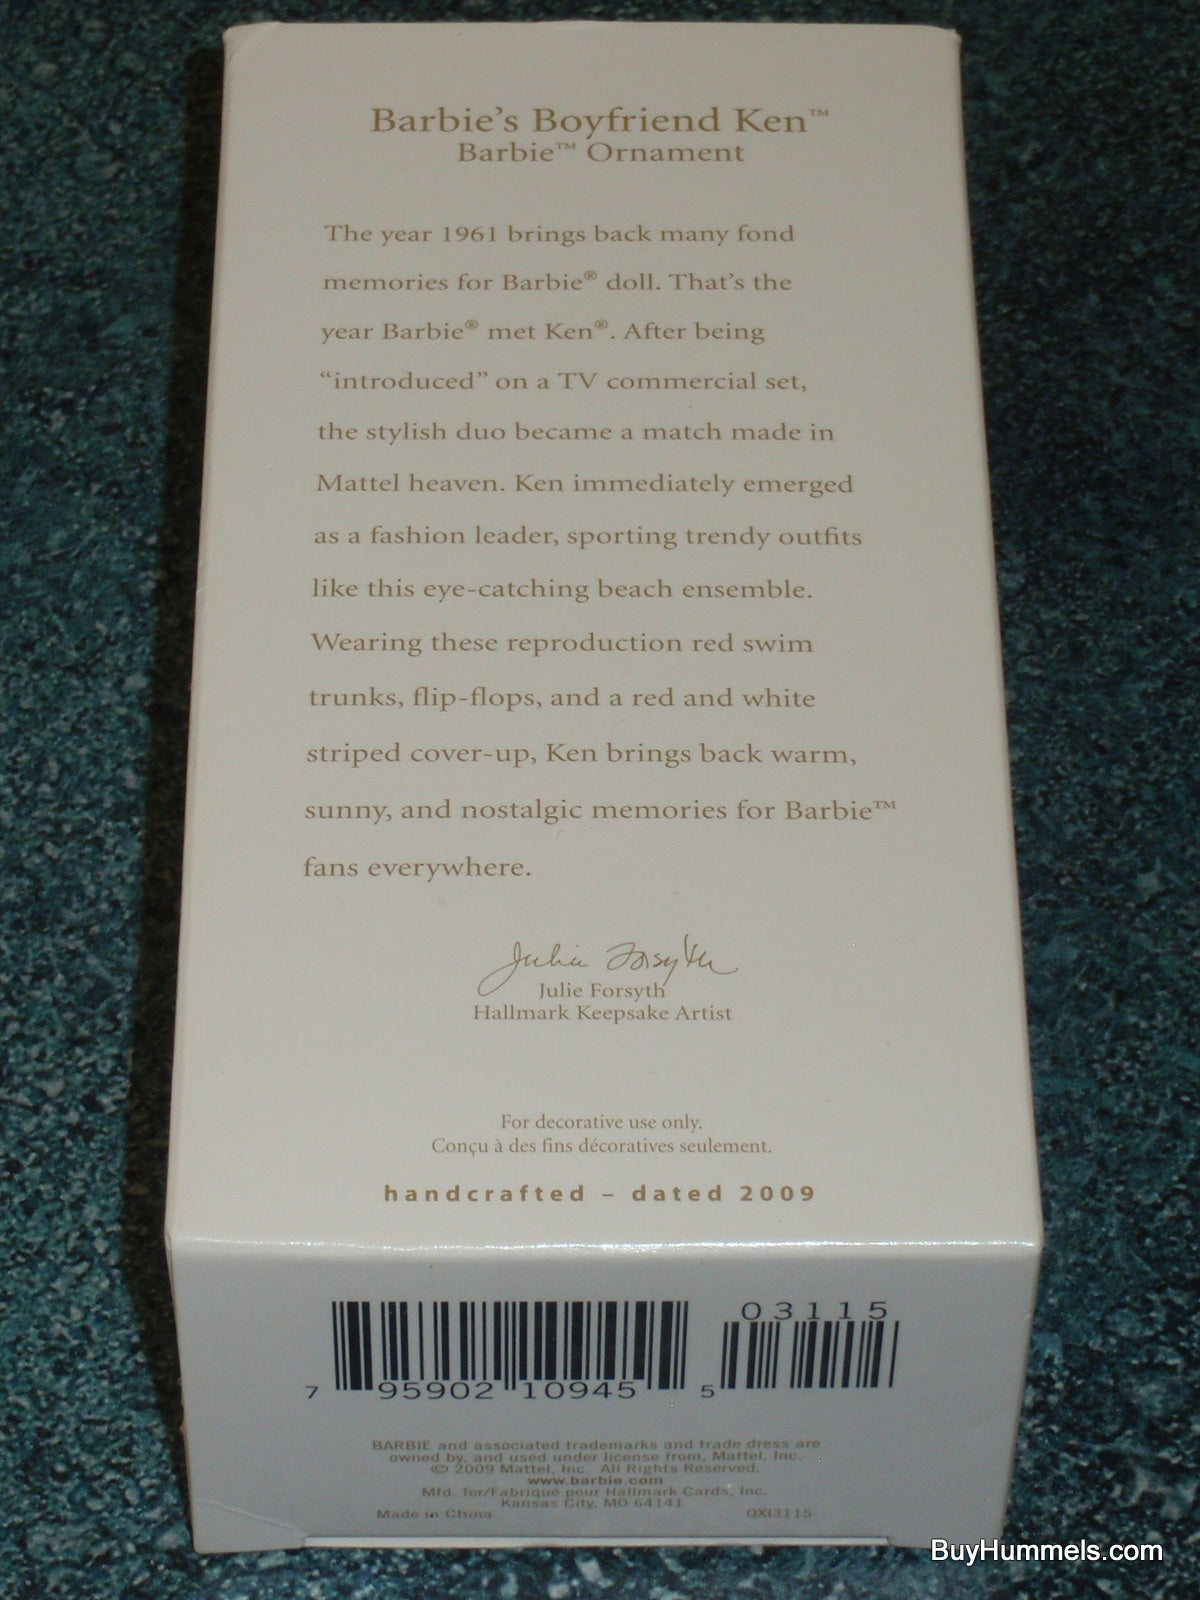 Barbie's Boyfriend Ken™
Barbie™ Ornament
The year 1961 brings back many fond
memories for Barbie® doll. That's the
year Barbie® met Ken®. After being
“introduced” on a TV commercial set,
the stylish duo became a match made in
Mattel heaven. Ken immediately emerged
as a fashion leader, sporting trendy outfits
like this eye-catching beach ensemble.
Wearing these reproduction red swim
trunks, flip-flops, and a red and white
striped cover-up, Ken brings back warm,
sunny, and nostalgic memories for Barbie™
fans everywhere.
Julie Forsyth
Julie Forsyth
Hallmark Keepsake Artist
For decorative use only.
Conçu à des fins décoratives seulement.
handcrafted – dated 2009
03115
7 95902 10945 5
BARBIE and associated trademarks and trade dress are
owned by, and used under license from, Mattel, Inc.
© 2009 Mattel, Inc. All Rights Reserved.
www.barbie.com
Mfd. for/Fabriqué pour Hallmark Cards, Inc.
Kansas City, MO 64141
Made in China QXI3115
BuyHummels.com